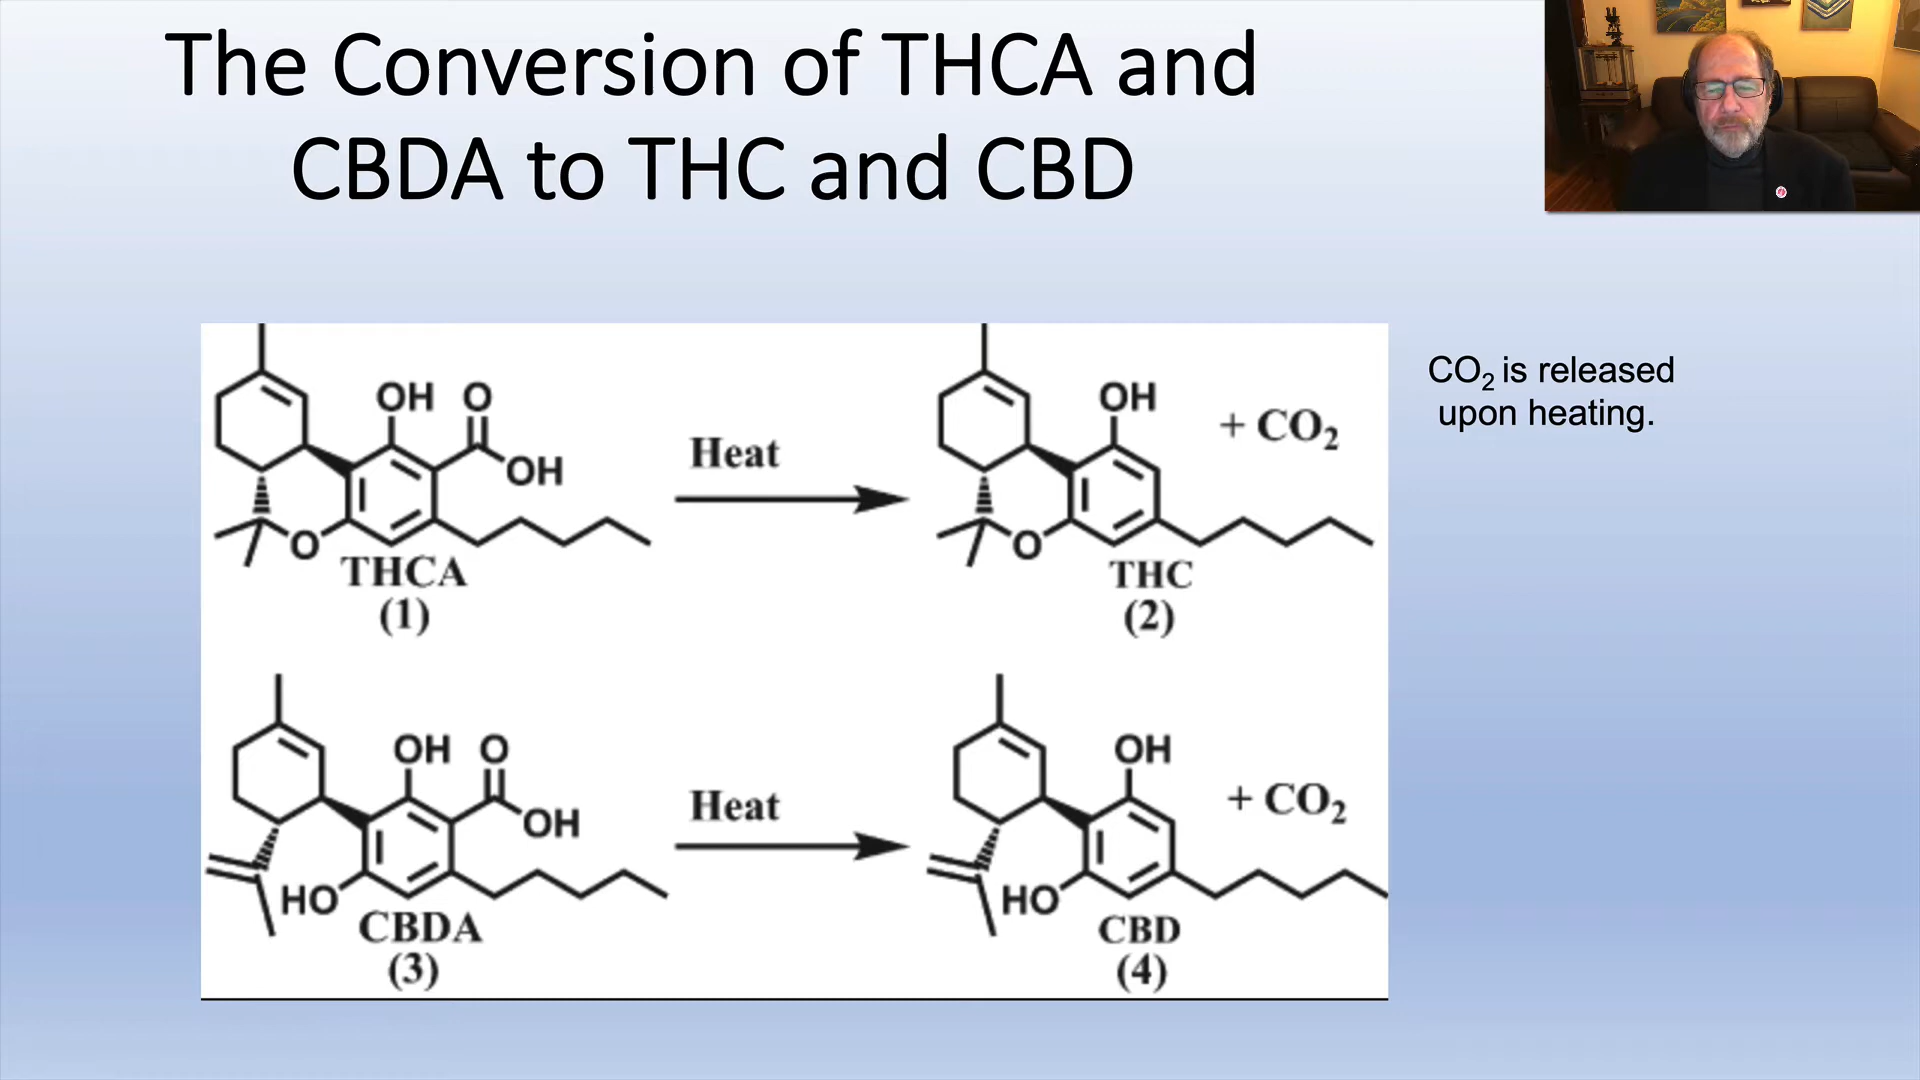 The Conversion of THCA and
CBDA to THC and CBD
CO2 is released
upon heating.
OH O
OH
O
THCA
(1)
Heat
OH
+ CO2
O
THC
(2)
OH O
OH
HO
CBDA
(3)
Heat
OH
+ CO2
HO
CBD
(4)